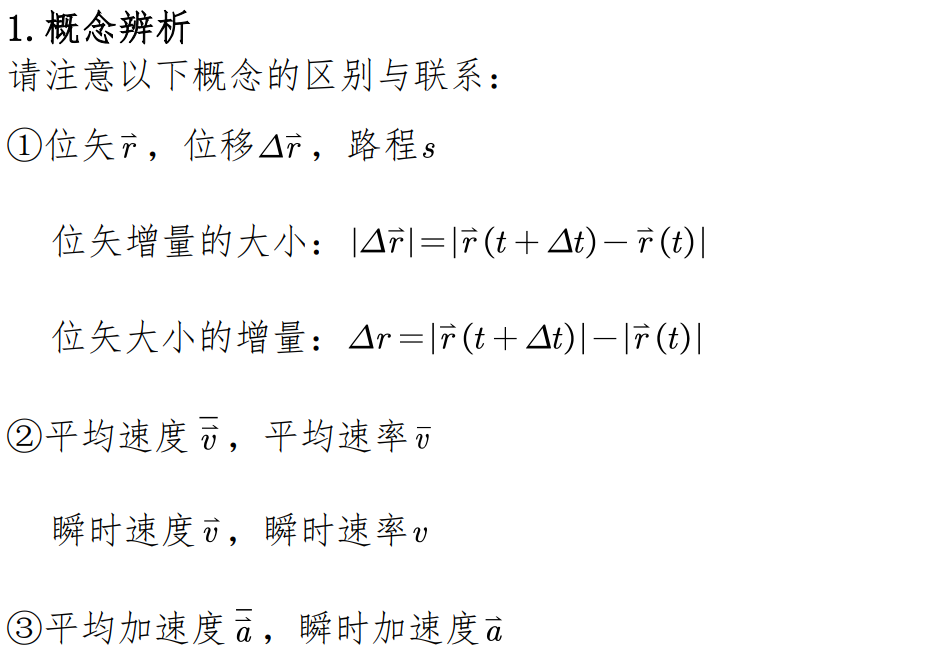 1. 概念辨析
请注意以下概念的区别与联系：
①位矢 $\vec{r}$ ，位移 $\Delta\vec{r}$ ，路程 $s$
位矢增量的大小：$|\Delta\vec{r}|=|\vec{r}(t+\Delta t)-\vec{r}(t)|$
位矢大小的增量：$\Delta r=|\vec{r}(t+\Delta t)|-|\vec{r}(t)|$
②平均速度 $\overline{\vec{v}}$ ，平均速率 $\bar{v}$
瞬时速度 $\vec{v}$ ，瞬时速率 $v$
③平均加速度 $\overline{\vec{a}}$ ，瞬时加速度 $\vec{a}$